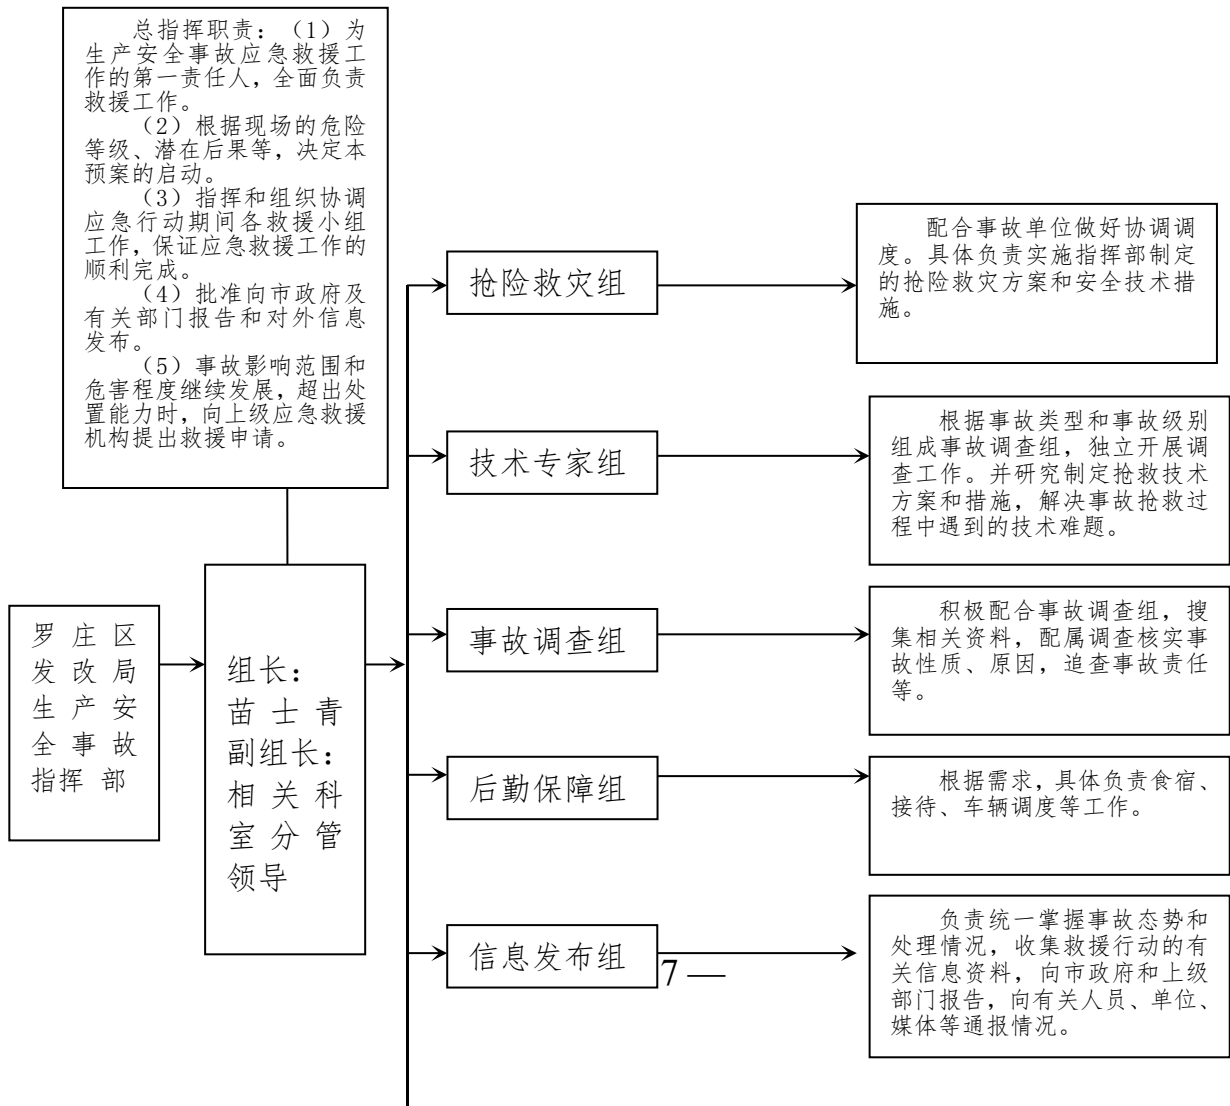 总指挥职责：（1）为
生产安全事故应急救援工
作的第一责任人，全面负责
救援工作。
（2）根据现场的危险
等级、潜在后果等，决定本
预案的启动。
（3）指挥和组织协调
应急行动期间各救援小组
工作，保证应急救援工作的
顺利完成。
（4）批准向市政府及
有关部门报告和对外信息
发布。
（5）事故影响范围和
危害程度继续发展，超出处
置能力时，向上级应急救援
机构提出救援申请。
罗庄区
发改局
生产安
全事故
指挥部
组长：
苗士青
副组长：
相关科
室分管
领导
抢险救灾组
配合事故单位做好协调调
度。具体负责实施指挥部制定
的抢险救灾方案和安全技术措
施。
技术专家组
根据事故类型和事故级别
组成事故调查组，独立开展调
查工作。并研究制定抢救技术
方案和措施，解决事故抢救过
程中遇到的技术难题。
事故调查组
积极配合事故调查组，搜
集相关资料，配属调查核实事
故性质、原因，追查事故责任
等。
后勤保障组
根据需求，具体负责食宿、
接待、车辆调度等工作。
信息发布组
负责统一掌握事故态势和
处理情况，收集救援行动的有
关信息资料，向市政府和上级
部门报告，向有关人员、单位、
媒体等通报情况。
7 —